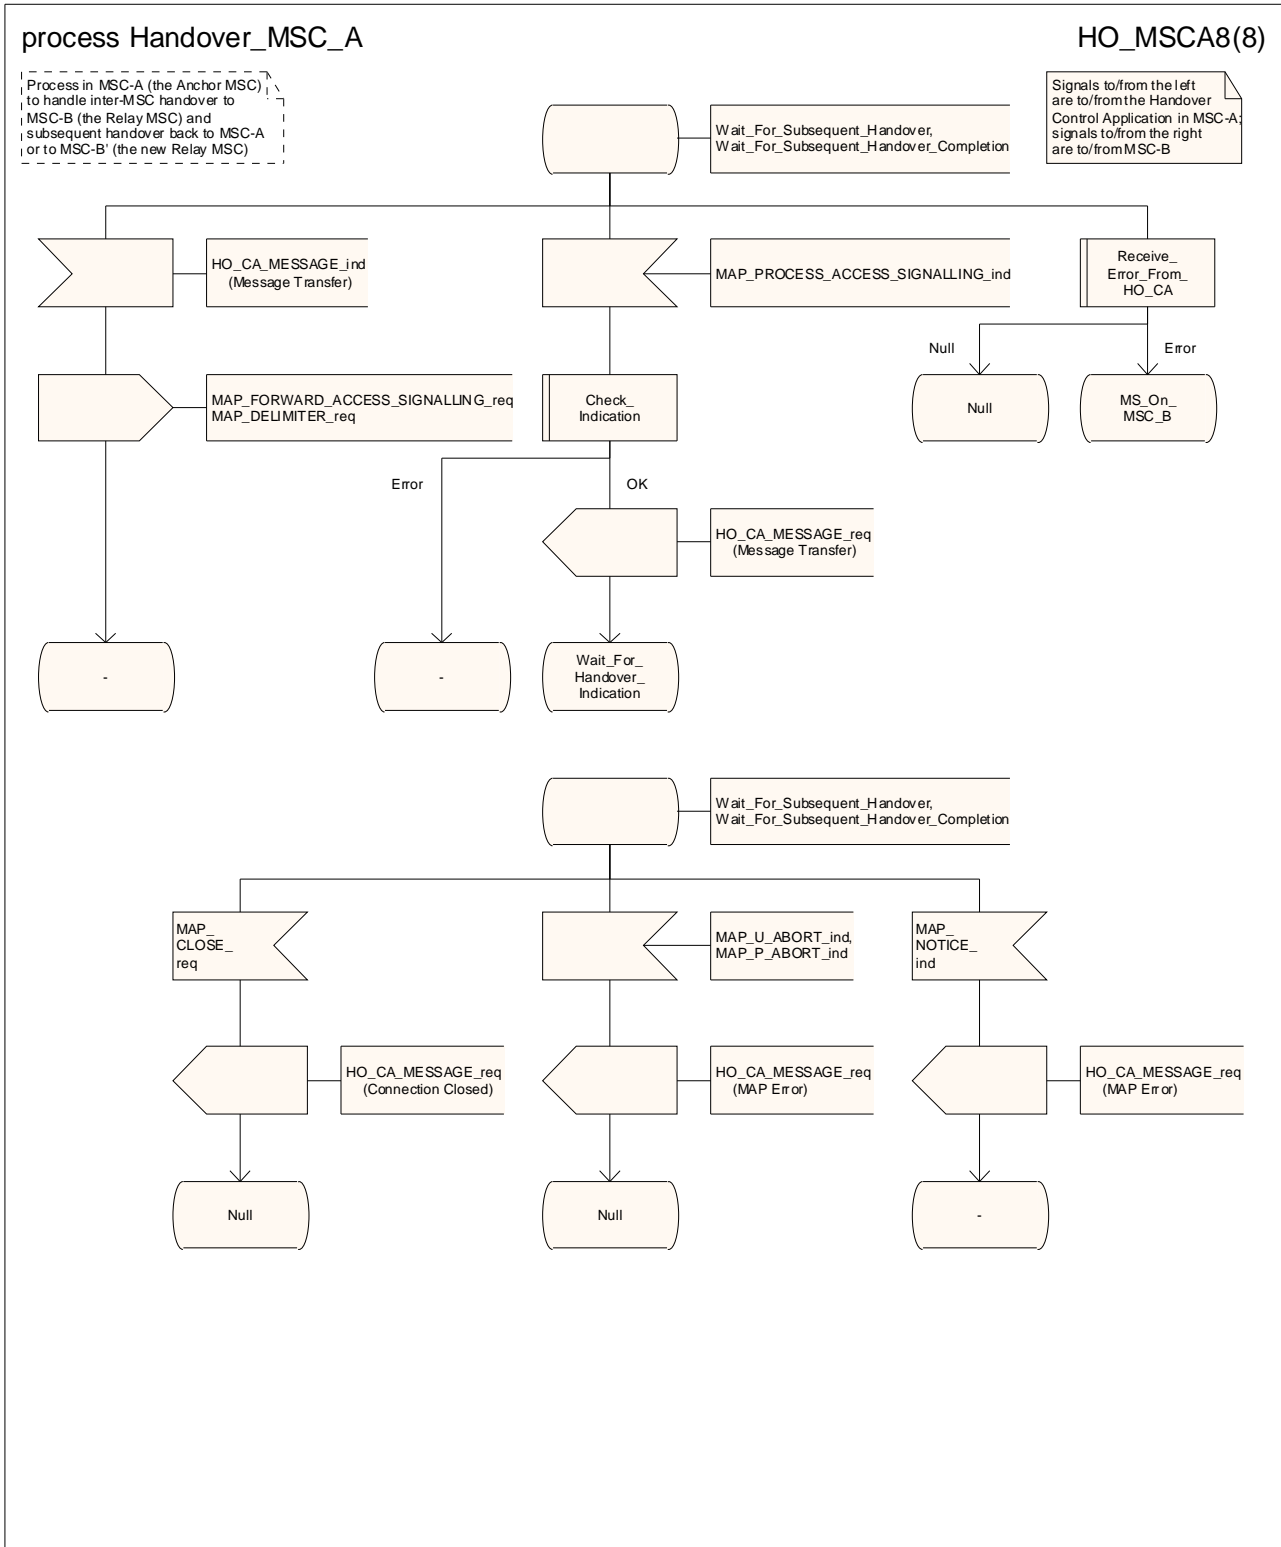 process Handover_MSC_A
HO_MSCA8(8)
Process in MSC-A (the Anchor MSC)
to handle inter-MSC handover to
MSC-B (the Relay MSC) and
subsequent handover back to MSC-A
or to MSC-B' (the new Relay MSC)
Signals to/from the left
are to/from the Handover
Control Application in MSC-A;
signals to/from the right
are to/from MSC-B
Wait_For_Subsequent_Handover,
Wait_For_Subsequent_Handover_Completion
HO_CA_MESSAGE_ind
(Message Transfer)
MAP_PROCESS_ACCESS_SIGNALLING_ind
Receive_
Error_From_
HO_CA
Null
Error
MAP_FORWARD_ACCESS_SIGNALLING_req
MAP_DELIMITER_req
Check_
Indication
Null
MS_On_
MSC_B
Error
OK
HO_CA_MESSAGE_req
(Message Transfer)
-
-
Wait_For_
Handover_
Indication
Wait_For_Subsequent_Handover,
Wait_For_Subsequent_Handover_Completion
MAP_
CLOSE_
req
MAP_U_ABORT_ind,
MAP_P_ABORT_ind
MAP_
NOTICE_
ind
HO_CA_MESSAGE_req
(Connection Closed)
HO_CA_MESSAGE_req
(MAP Error)
HO_CA_MESSAGE_req
(MAP Error)
Null
Null
-